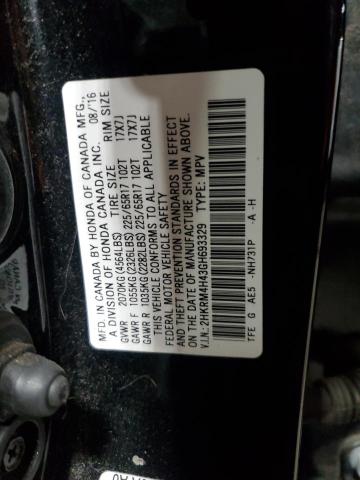 MFD. IN CANADA BY HONDA OF CANADA MFG.,
A DIVISION OF HONDA CANADA INC. 08/'16
TIRE SIZE RIM SIZE
GVWR 2070KG(4564LBS)
GAWR F 1055KG(2326LBS) 225/65R17 102T 17X7J
GAWR R 1035KG(2282LBS) 225/65R17 102T 17X7J
THIS VEHICLE CONFORMS TO ALL APPLICABLE
FEDERAL MOTOR VEHICLE SAFETY
AND THEFT PREVENTION STANDARDS IN EFFECT
ON THE DATE OF MANUFACTURE SHOWN ABOVE.
V.I.N.:2HKRM4H43GH693329 TYPE: MPV
TFE G AE5 -NH731P -A -H